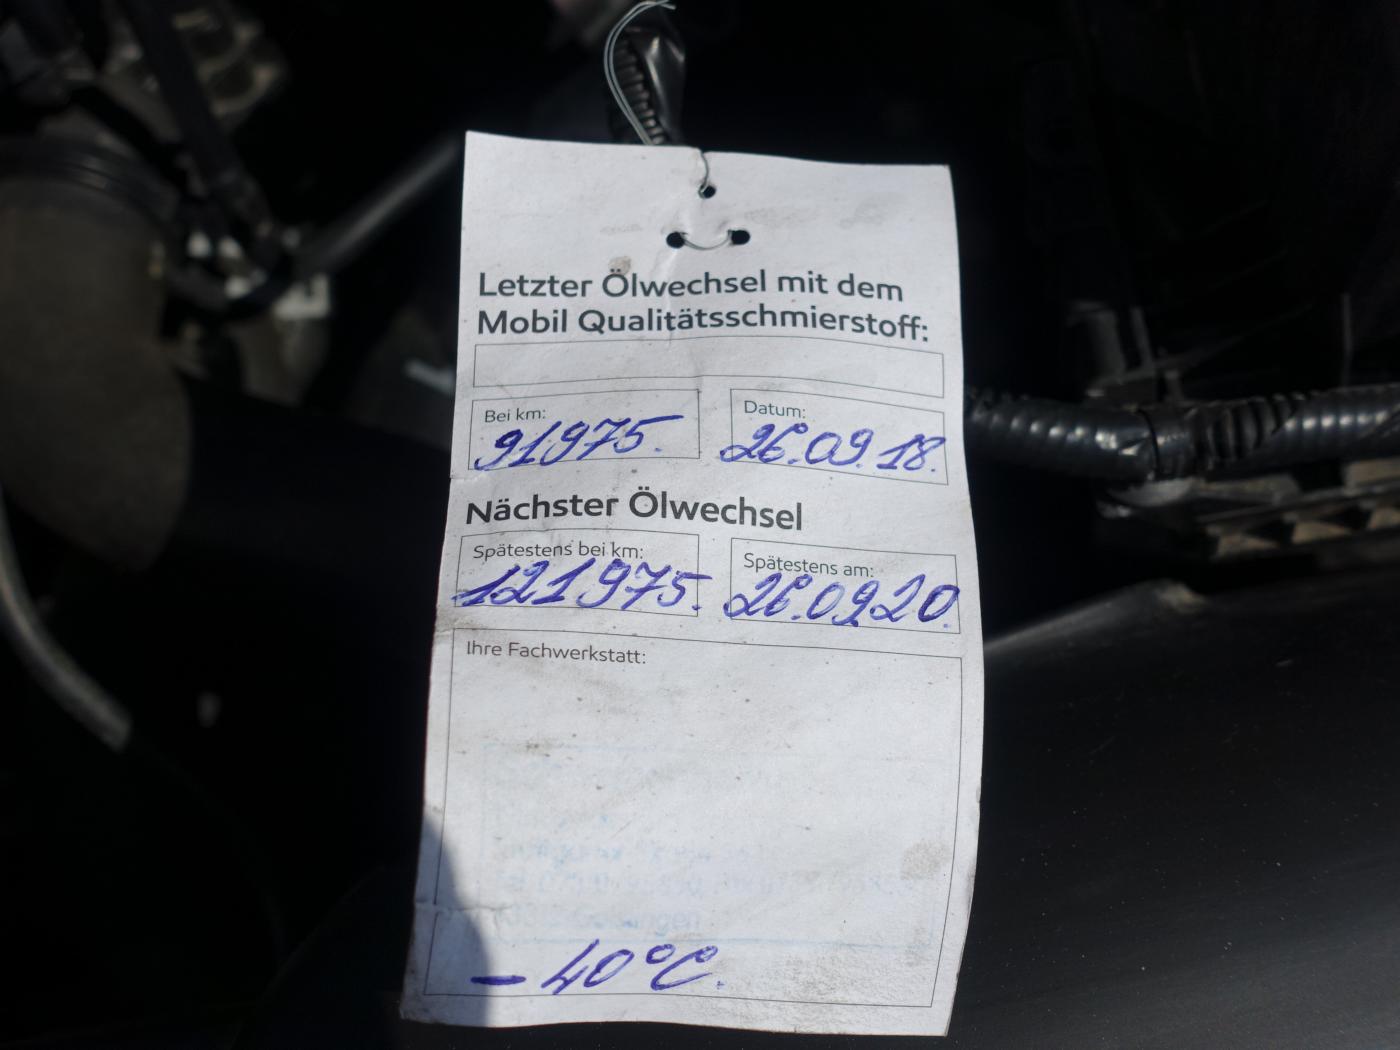 Letzter Ölwechsel mit dem
Mobil Qualitätsschmierstoff:
Bei km: Datum:
91975. 26.09.18.
Nächster Ölwechsel
Spätestens bei km: Spätestens am:
121975. 26.09.20.
Ihre Fachwerkstatt:
- 40°C.